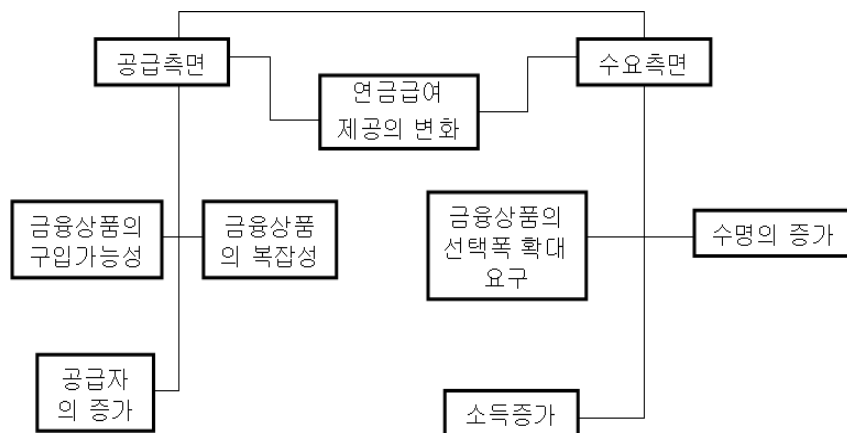 공급측면
수요측면
연금급여
제공의 변화
금융상품의
구입가능성
금융상품
의 복잡성
금융상품의
선택폭 확대
요구
수명의 증가
공급자
의 증가
소득증가